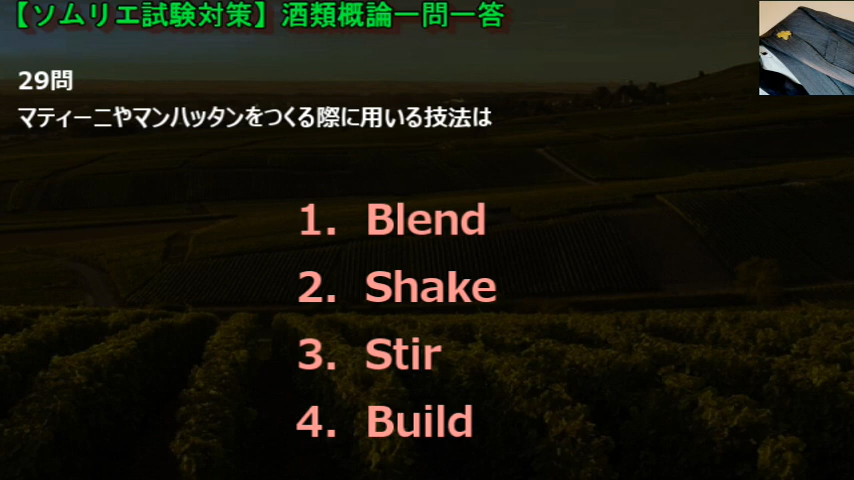 【ソムリエ試験対策】酒類概論一問一答
29問
マティーニやマンハッタンをつくる際に用いる技法は
1. Blend
2. Shake
3. Stir
4. Build